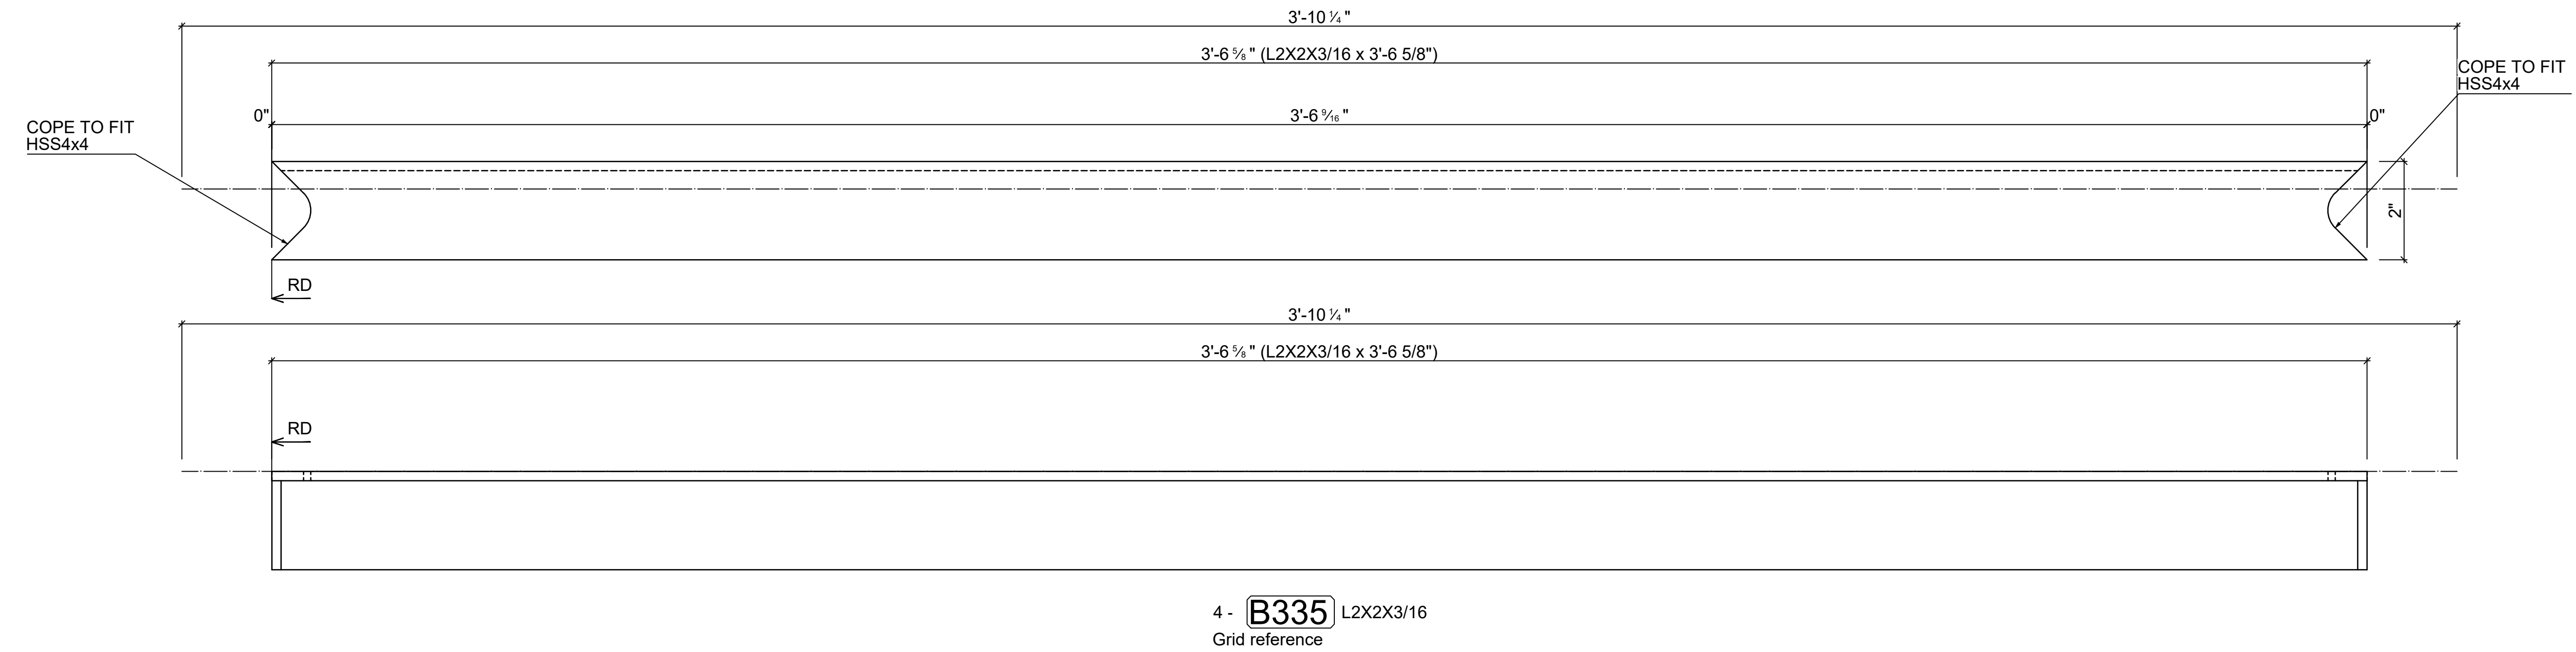 3'-10 1⁄4 "
3'-6 5⁄8 " (L2X2X3/16 x 3'-6 5/8")
COPE TO FIT
HSS4x4
0"
3'-6 9⁄16 "
0"
COPE TO FIT
HSS4x4
2"
RD
3'-10 1⁄4 "
3'-6 5⁄8 " (L2X2X3/16 x 3'-6 5/8")
RD
4 - B335 L2X2X3/16
Grid reference